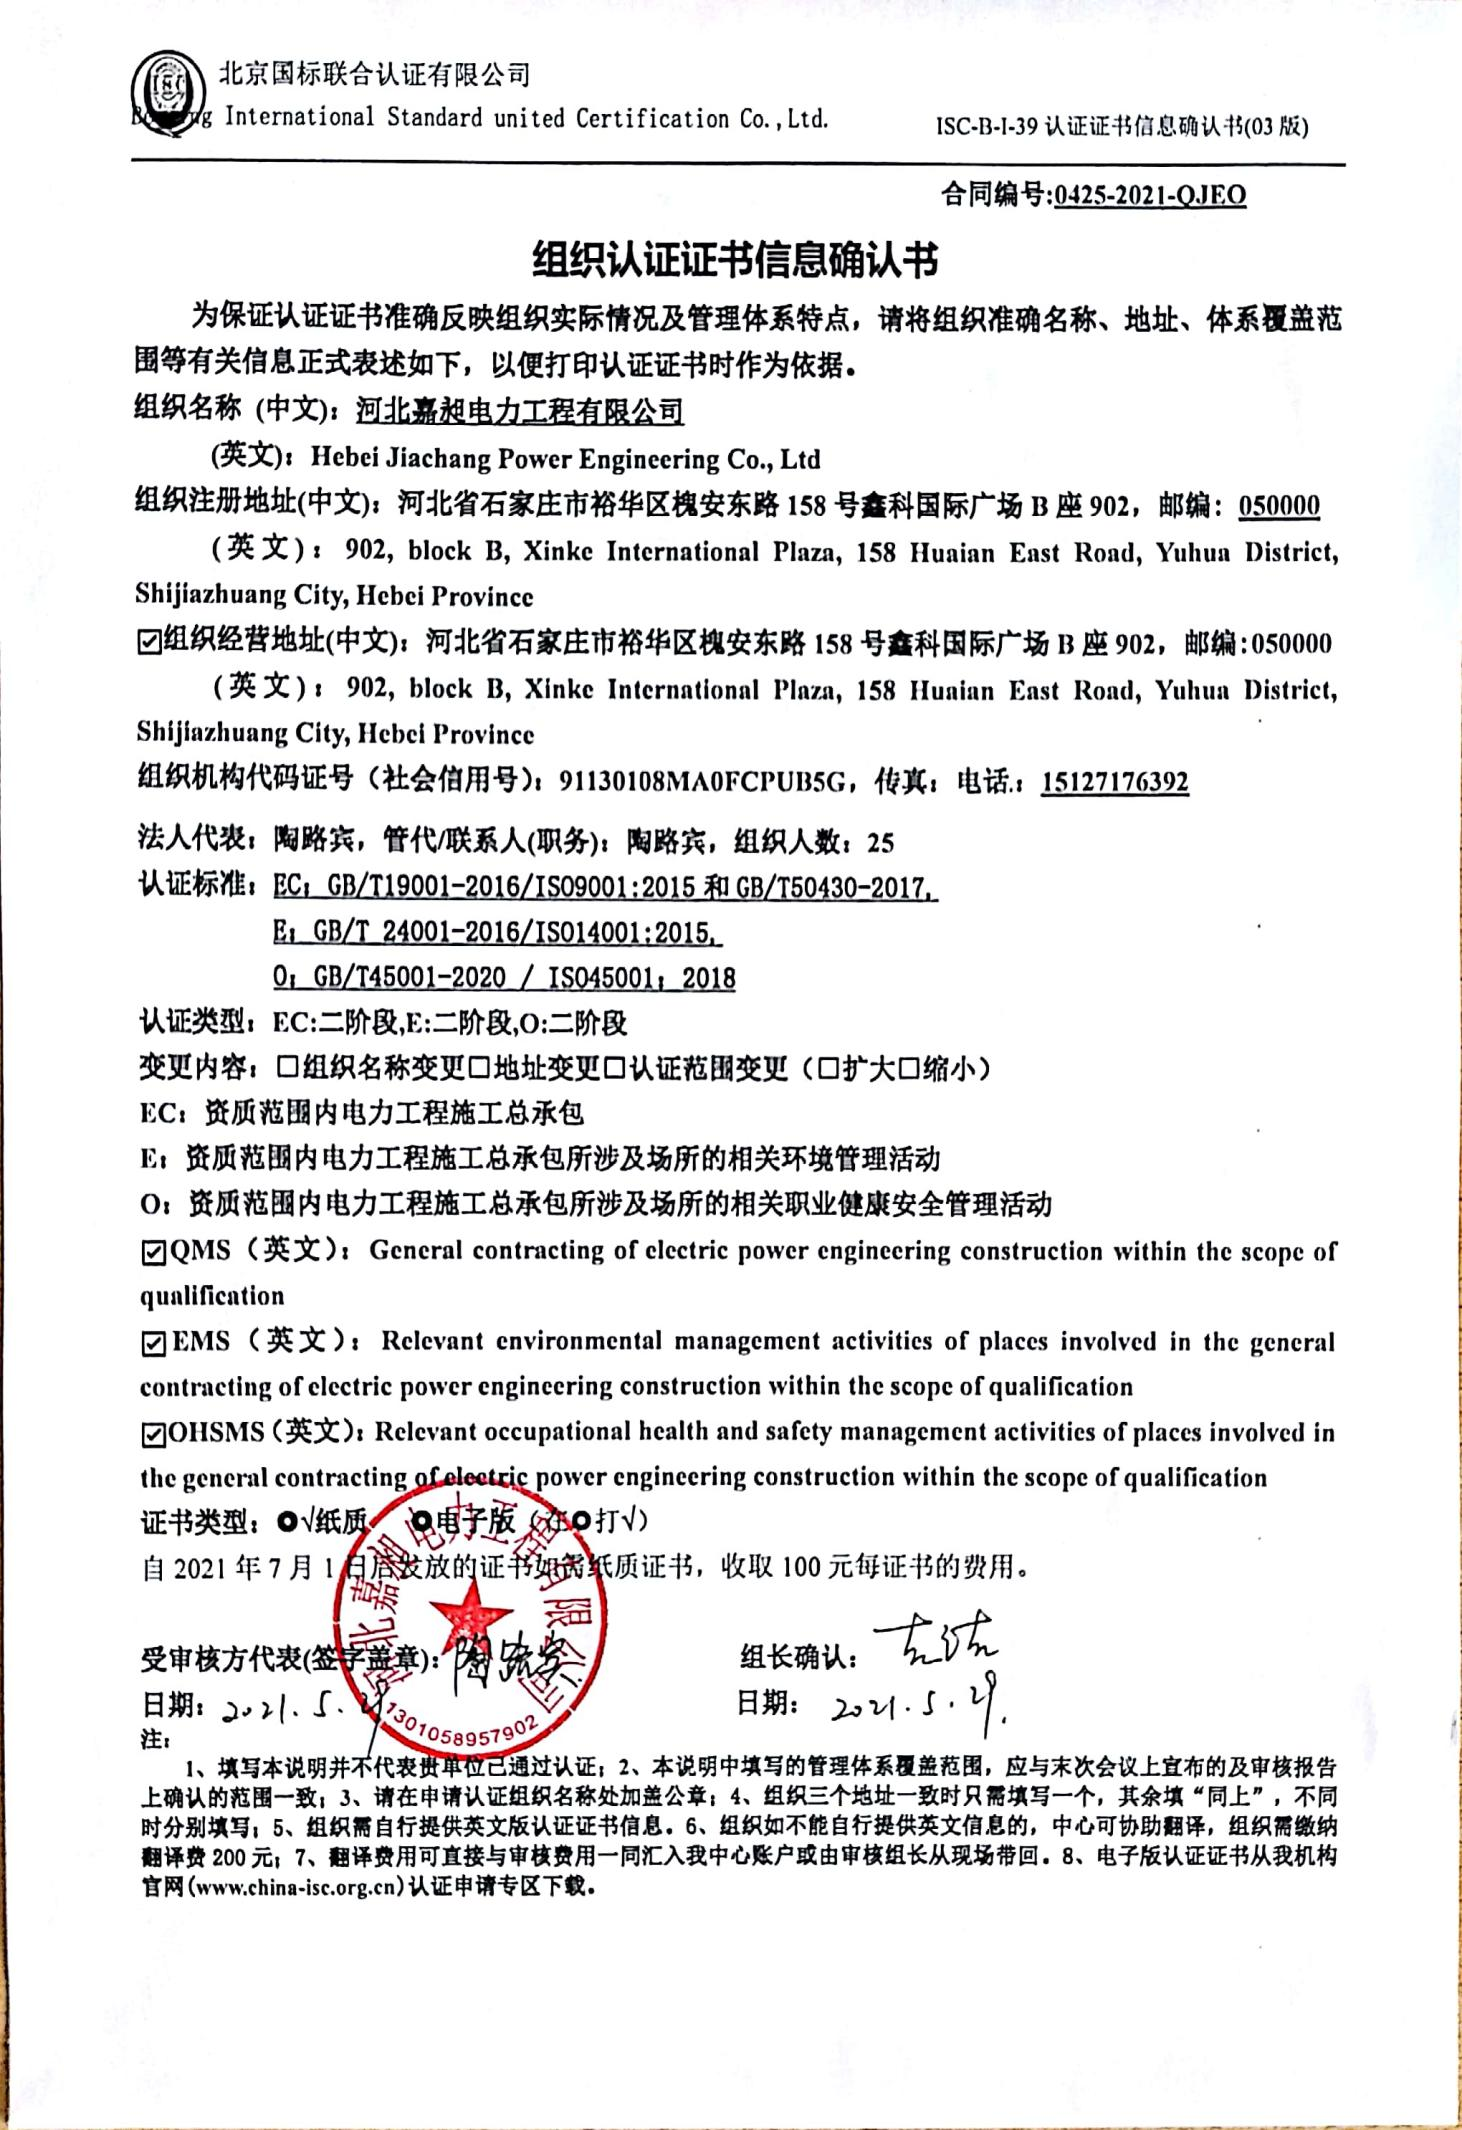 北京国标联合认证有限公司
Beijing International Standard united Certification Co.,Ltd.
ISC-B-I-39 认证证书信息确认书(03 版)
合同编号:0425-2021-QJEO
组织认证证书信息确认书
为保证认证证书准确反映组织实际情况及管理体系特点，请将组织准确名称、地址、体系覆盖范
围等有关信息正式表述如下，以便打印认证证书时作为依据。
组织名称（中文）：河北嘉昶电力工程有限公司
(英文)：Hebei Jiachang Power Engineering Co., Ltd
组织注册地址(中文)：河北省石家庄市裕华区槐安东路 158 号鑫科国际广场 B 座 902，邮编：050000
（英文）：902, block B, Xinke International Plaza, 158 Huaian East Road, Yuhua District,
Shijiazhuang City, Hebei Province
☑组织经营地址(中文)：河北省石家庄市裕华区槐安东路 158 号鑫科国际广场 B 座 902，邮编:050000
（英文）：902, block B, Xinke International Plaza, 158 Huaian East Road, Yuhua District,
Shijiazhuang City, Hebei Province
组织机构代码证号（社会信用号）：91130108MA0FCPUB5G，传真：电话.：15127176392
法人代表：陶路宾，管代/联系人(职务)：陶路宾，组织人数：25
认证标准：EC：GB/T19001-2016/ISO9001:2015 和 GB/T50430-2017,
E：GB/T 24001-2016/ISO14001:2015,
O：GB/T45001-2020 / ISO45001：2018
认证类型：EC:二阶段,E:二阶段,O:二阶段
变更内容：□组织名称变更□地址变更□认证范围变更（□扩大□缩小）
EC：资质范围内电力工程施工总承包
E：资质范围内电力工程施工总承包所涉及场所的相关环境管理活动
O：资质范围内电力工程施工总承包所涉及场所的相关职业健康安全管理活动
☑QMS（英文）：General contracting of electric power engineering construction within the scope of
qualification
☑EMS（英文）：Relevant environmental management activities of places involved in the general
contracting of electric power engineering construction within the scope of qualification
☑OHSMS（英文）：Relevant occupational health and safety management activities of places involved in
the general contracting of electric power engineering construction within the scope of qualification
证书类型：○√纸质 ○电子版（在○打√）
自 2021 年 7 月 1 日后发放的证书如需纸质证书，收取 100 元每证书的费用。
河北嘉昶电力工程有限公司
1301058957902
受审核方代表(签字盖章)：陶路宾 组长确认：
日期：2021.5.29 日期：2021.5.29.
注：
1、填写本说明并不代表贵单位已通过认证；2、本说明中填写的管理体系覆盖范围，应与末次会议上宣布的及审核报告
上确认的范围一致；3、请在申请认证组织名称处加盖公章；4、组织三个地址一致时只需填写一个，其余填“同上”，不同
时分别填写；5、组织需自行提供英文版认证证书信息。6、组织如不能自行提供英文信息的，中心可协助翻译，组织需缴纳
翻译费 200 元；7、翻译费用可直接与审核费用一同汇入我中心账户或由审核组长从现场带回。8、电子版认证证书从我机构
官网(www.china-isc.org.cn)认证申请专区下载。